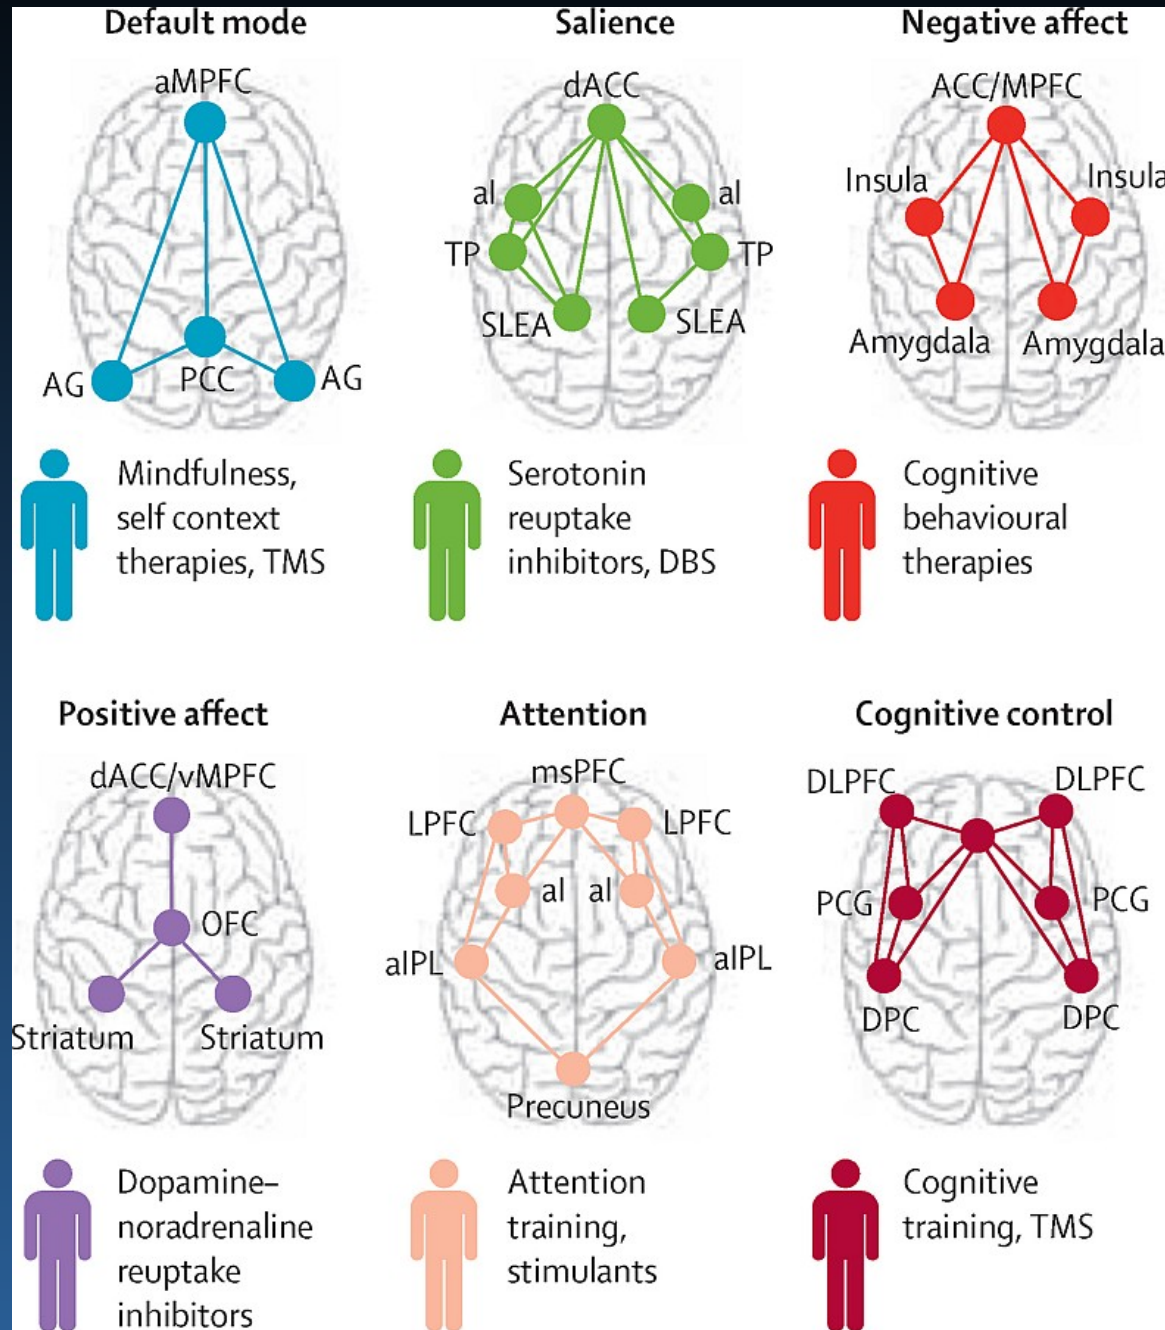 Default mode
aMPFC
AG
PCC
AG
Mindfulness,
self context
therapies, TMS
Salience
dACC
aI
aI
TP
TP
SLEA
SLEA
Serotonin
reuptake
inhibitors, DBS
Negative affect
ACC/MPFC
Insula
Insula
Amygdala
Amygdala
Cognitive
behavioural
therapies
Positive affect
dACC/vMPFC
OFC
Striatum
Striatum
Dopamine–
noradrenaline
reuptake
inhibitors
Attention
msPFC
LPFC
LPFC
aI
aI
aIPL
aIPL
Precuneus
Attention
training,
stimulants
Cognitive control
DLPFC
DLPFC
PCG
PCG
DPC
DPC
Cognitive
training, TMS